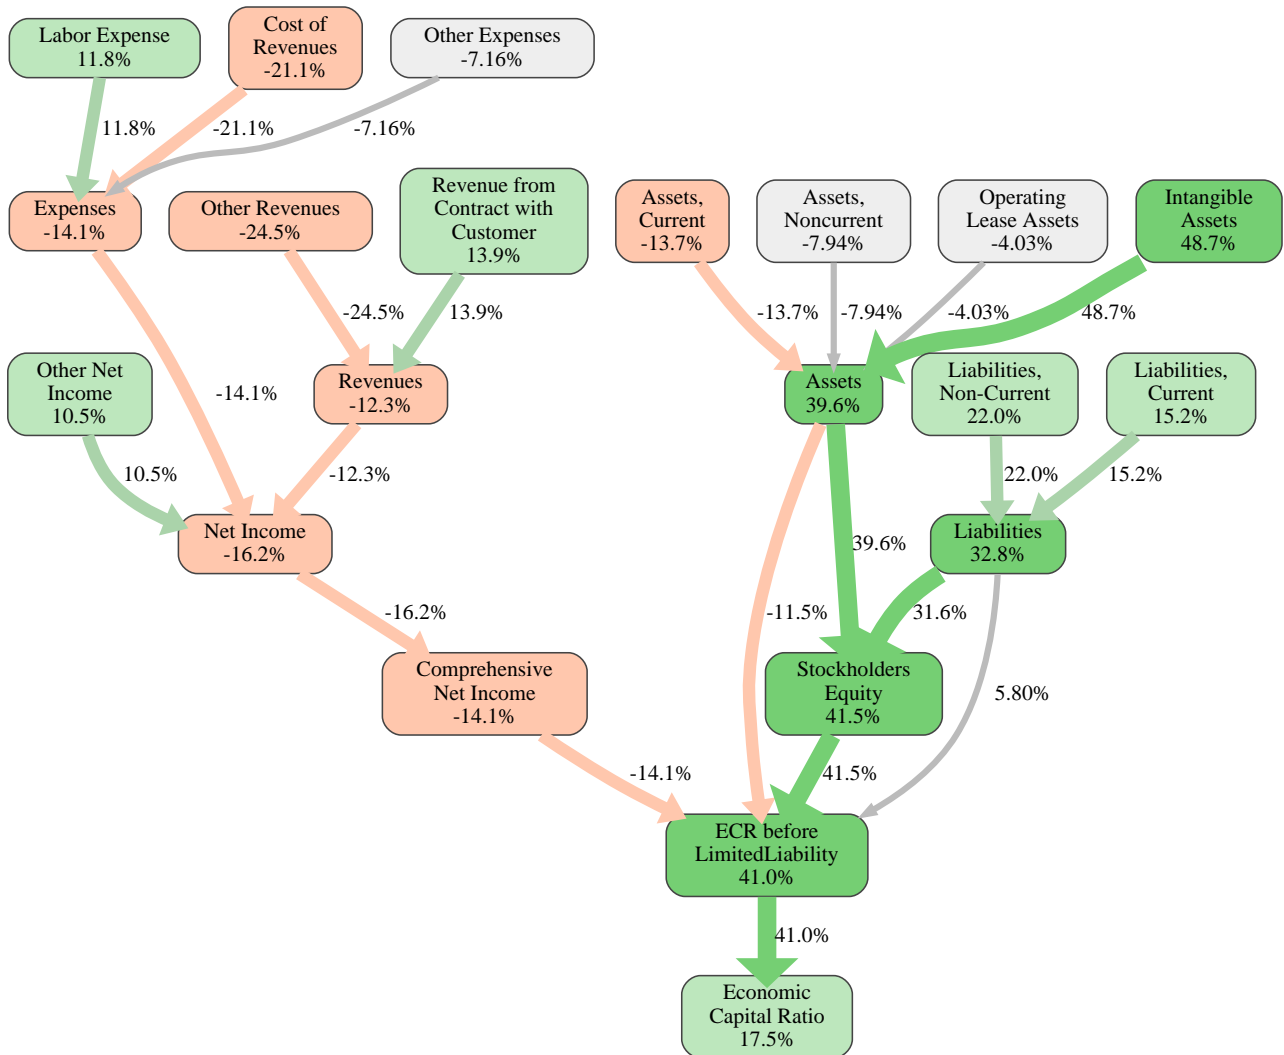 Labor Expense
11.8%
Cost of
Revenues
-21.1%
Other Expenses
-7.16%
11.8%
-21.1%
-7.16%
Expenses
-14.1%
Other Revenues
-24.5%
Revenue from
Contract with
Customer
13.9%
Assets,
Current
-13.7%
Assets,
Noncurrent
-7.94%
Operating
Lease Assets
-4.03%
Intangible
Assets
48.7%
-24.5%
13.9%
-13.7%
-7.94%
-4.03%
48.7%
Other Net
Income
10.5%
-14.1%
Revenues
-12.3%
Assets
39.6%
Liabilities,
Non-Current
22.0%
Liabilities,
Current
15.2%
10.5%
-12.3%
22.0%
15.2%
Net Income
-16.2%
39.6%
Liabilities
32.8%
-16.2%
-11.5%
31.6%
Comprehensive
Net Income
-14.1%
Stockholders
Equity
41.5%
5.80%
-14.1%
41.5%
ECR before
LimitedLiability
41.0%
41.0%
Economic
Capital Ratio
17.5%